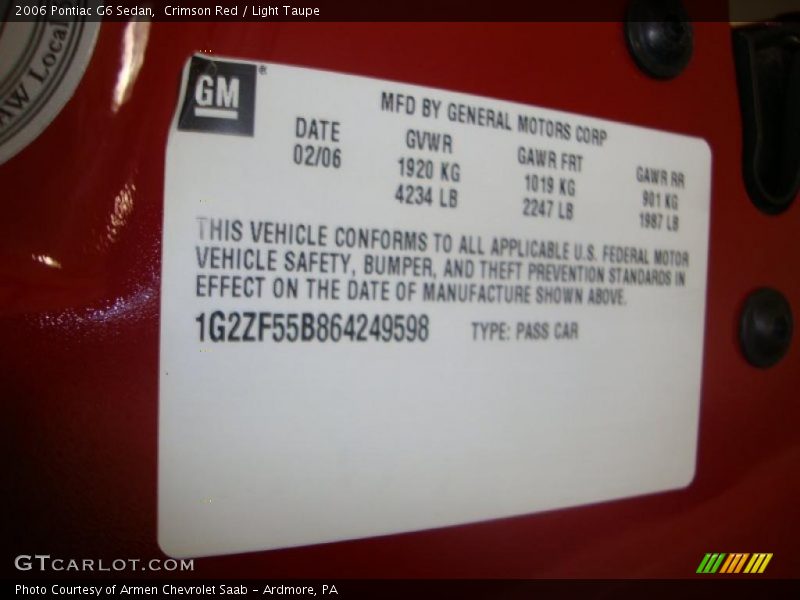 2006 Pontiac G6 Sedan, Crimson Red / Light Taupe
AW Local
GM ®
MFD BY GENERAL MOTORS CORP
DATE GVWR GAWR FRT GAWR RR
02/06 1920 KG 1019 KG 901 KG
4234 LB 2247 LB 1987 LB
THIS VEHICLE CONFORMS TO ALL APPLICABLE U.S. FEDERAL MOTOR
VEHICLE SAFETY, BUMPER, AND THEFT PREVENTION STANDARDS IN
EFFECT ON THE DATE OF MANUFACTURE SHOWN ABOVE.
1G2ZF55B864249598 TYPE: PASS CAR
GTCARLOT.COM
Photo Courtesy of Armen Chevrolet Saab - Ardmore, PA